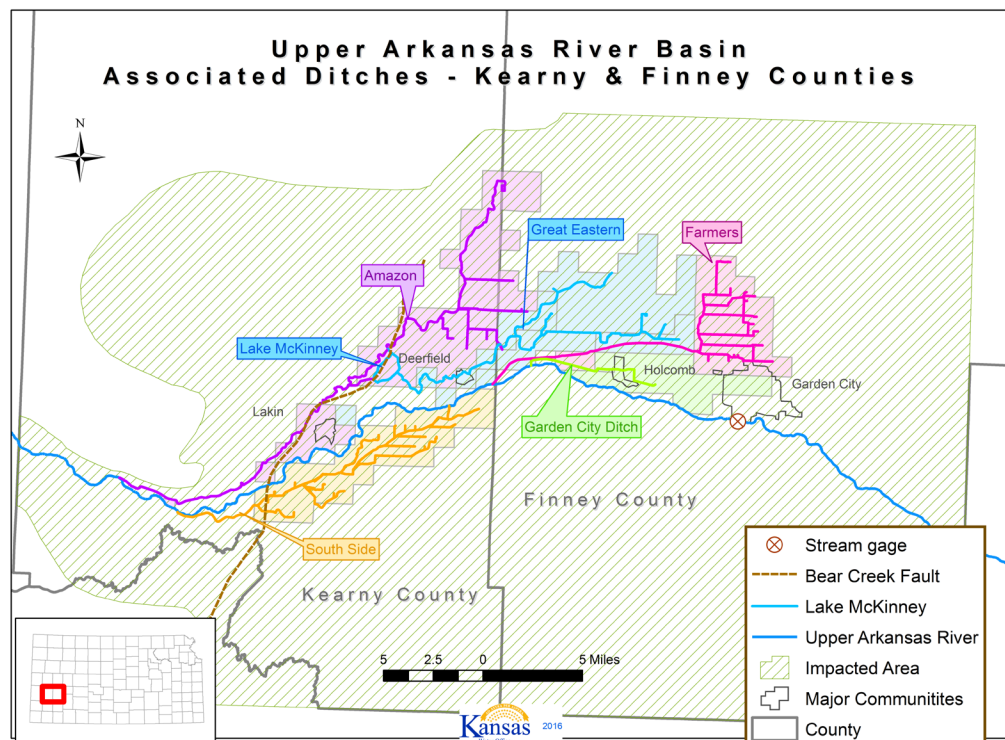 Upper Arkansas River Basin
Associated Ditches - Kearny & Finney Counties
N
Great Eastern
Farmers
Amazon
Lake McKinney
Deerfield
Holcomb
Garden City
Lakin
Garden City Ditch
Finney County
South Side
Kearny County
5 2.5 0 5 Miles
Stream gage
Bear Creek Fault
Lake McKinney
Upper Arkansas River
Impacted Area
Major Communitites
County
Kansas 2016